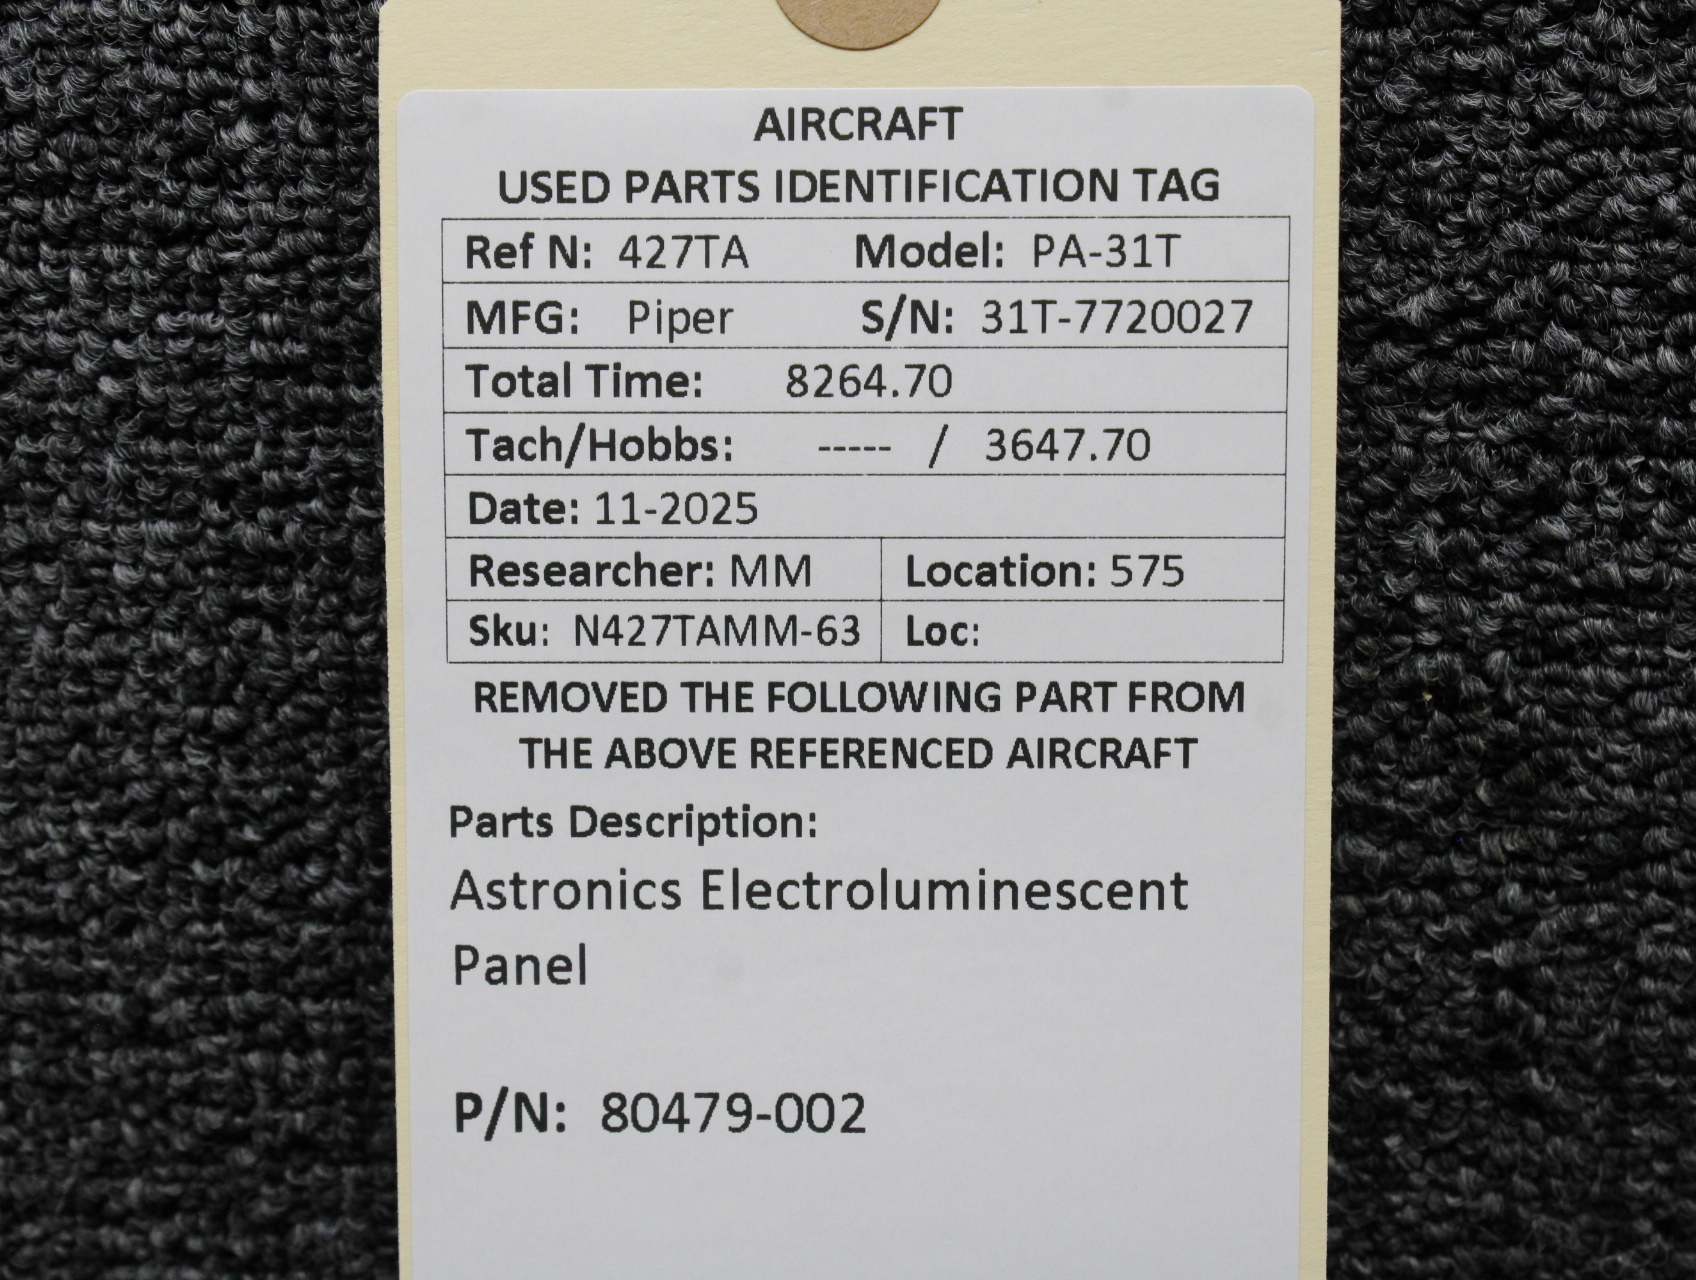 AIRCRAFT
USED PARTS IDENTIFICATION TAG
Ref N: 427TA Model: PA-31T
MFG: Piper S/N: 31T-7720027
Total Time: 8264.70
Tach/Hobbs: ----- / 3647.70
Date: 11-2025
Researcher: MM Location: 575
Sku: N427TAMM-63 Loc:
REMOVED THE FOLLOWING PART FROM
THE ABOVE REFERENCED AIRCRAFT
Parts Description:
Astronics Electroluminescent
Panel
P/N: 80479-002